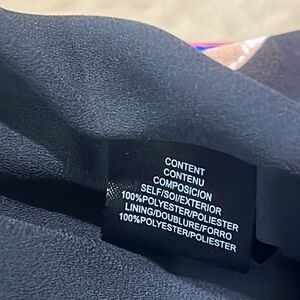 CONTENT
CONTENU
COMPOSICION
SELF/SOI/EXTERIOR
100%POLYESTER/POLIESTER
LINING/DOUBLURE/FORRO
100%POLYESTER/POLIESTER